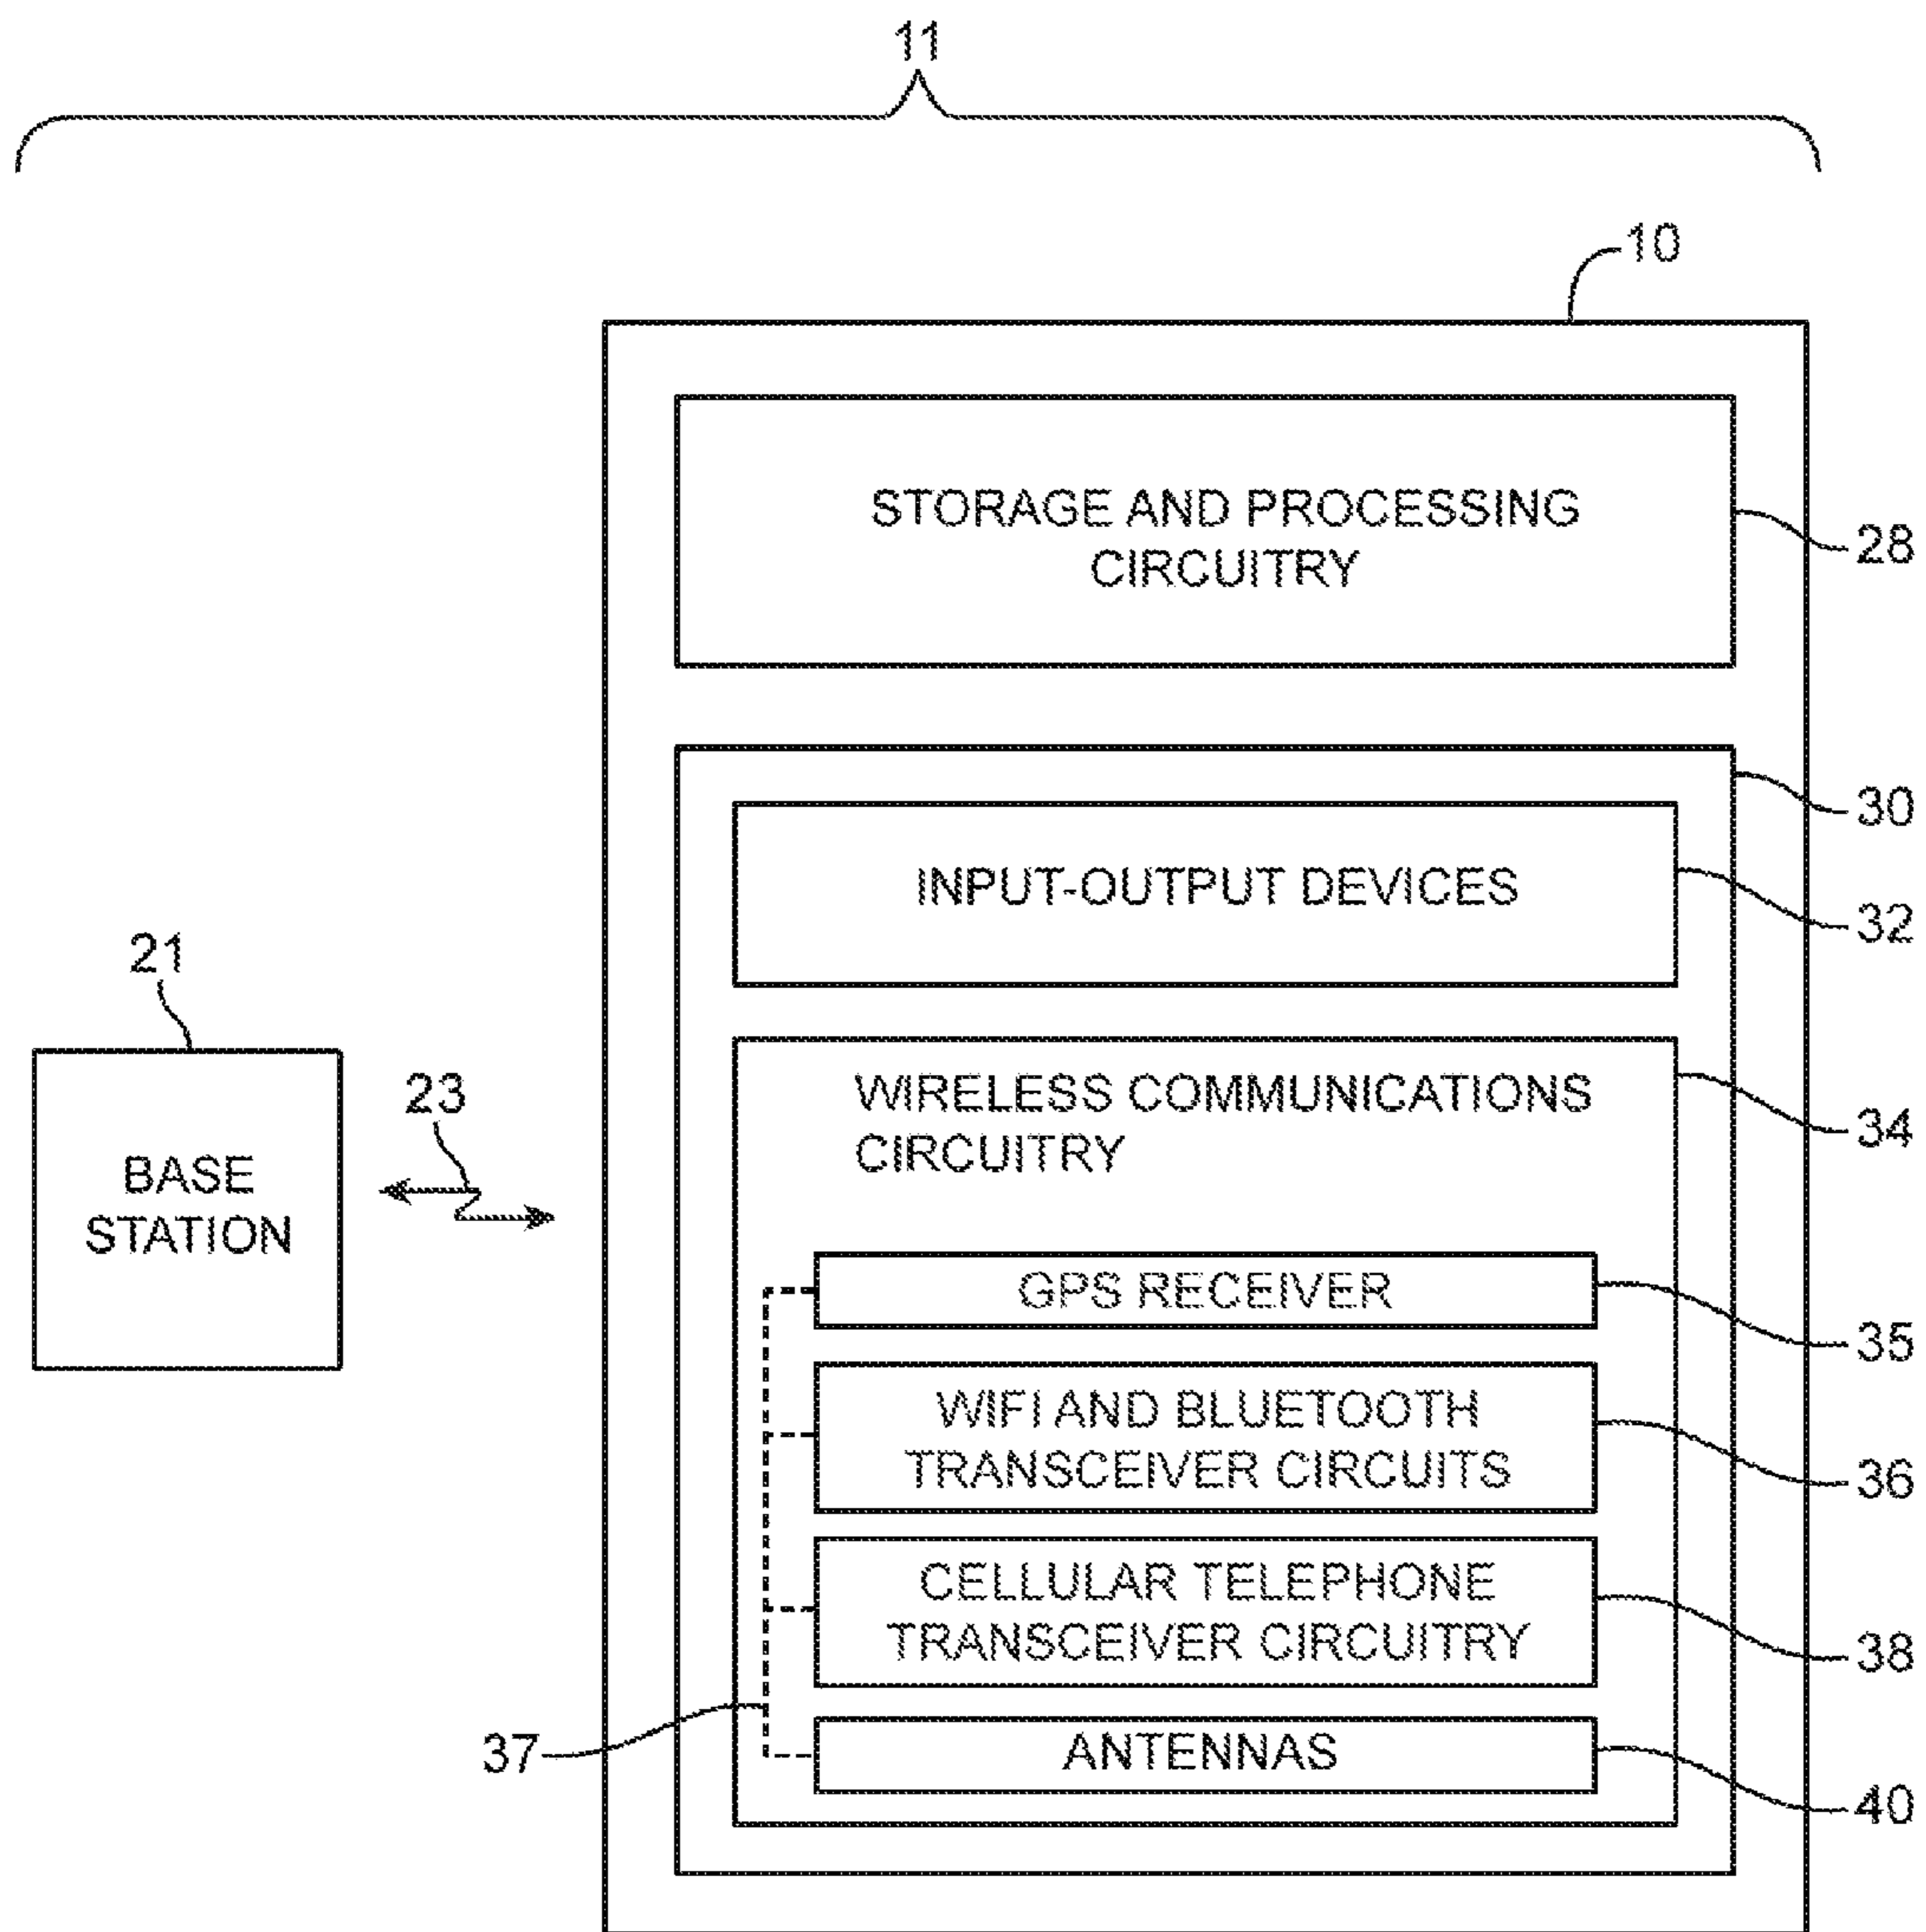 11
10
STORAGE AND PROCESSING
CIRCUITRY
28
30
INPUT-OUTPUT DEVICES
32
21
BASE
STATION
23
WIRELESS COMMUNICATIONS
CIRCUITRY
34
GPS RECEIVER
35
WIFI AND BLUETOOTH
TRANSCEIVER CIRCUITS
36
CELLULAR TELEPHONE
TRANSCEIVER CIRCUITRY
38
37
ANTENNAS
40